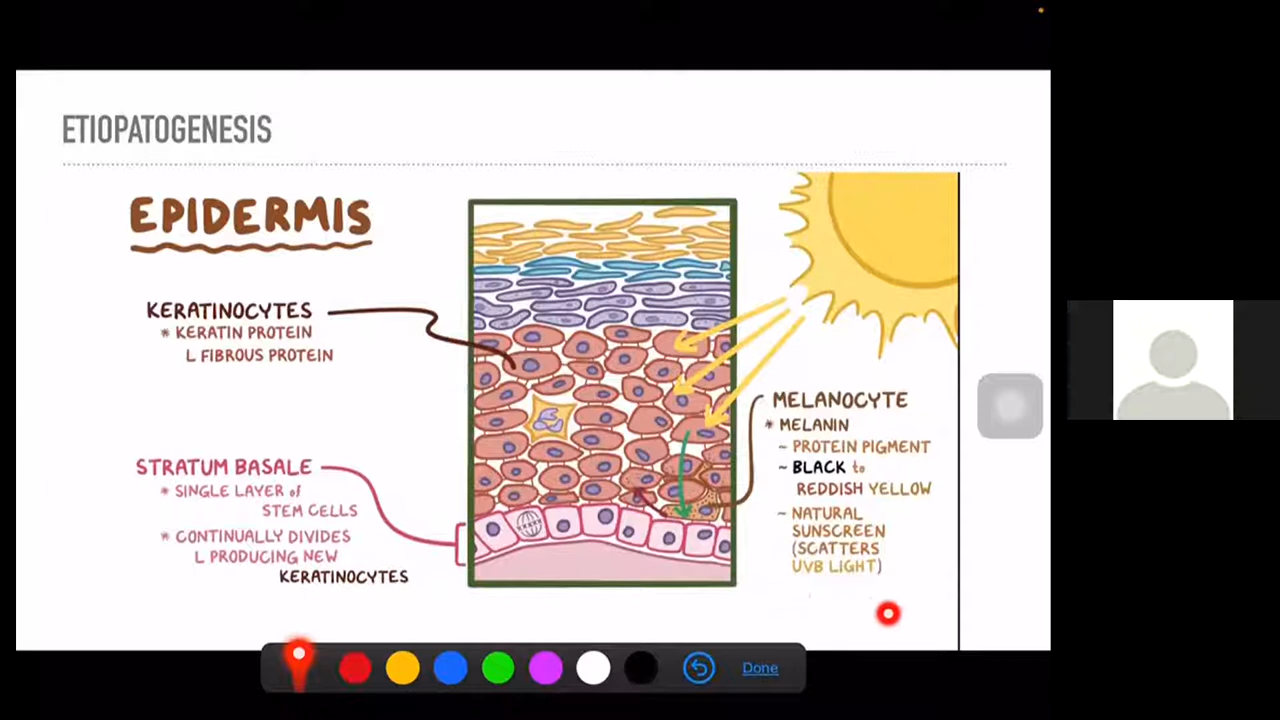 ETIOPATOGENESIS
EPIDERMIS
KERATINOCYTES
* KERATIN PROTEIN
L FIBROUS PROTEIN
STRATUM BASALE
* SINGLE LAYER of
STEM CELLS
* CONTINUALLY DIVIDES
L PRODUCING NEW
KERATINOCYTES
MELANOCYTE
* MELANIN
~ PROTEIN PIGMENT
~ BLACK to
REDDISH YELLOW
~ NATURAL
SUNSCREEN
(SCATTERS
UVB LIGHT)
Done